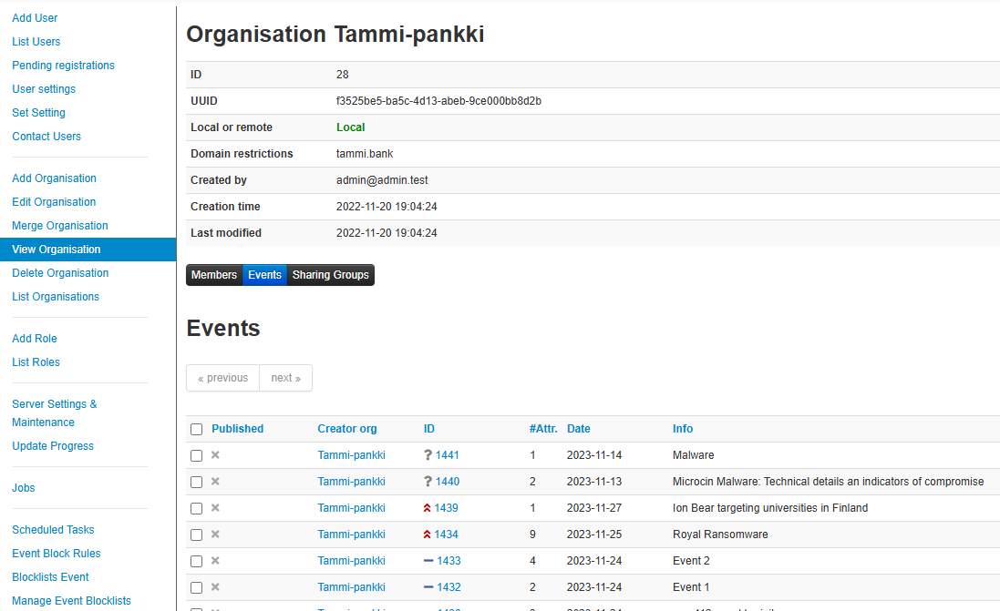 Add User
List Users
Pending registrations
User settings
Set Setting
Contact Users
Add Organisation
Edit Organisation
Merge Organisation
View Organisation
Delete Organisation
List Organisations
Add Role
List Roles
Server Settings &
Maintenance
Update Progress
Jobs
Scheduled Tasks
Event Block Rules
Blocklists Event
Manage Event Blocklists
Organisation Tammi-pankki
ID 28
UUID f3525be5-ba5c-4d13-abeb-9ce000bb8d2b
Local or remote Local
Domain restrictions tammi.bank
Created by admin@admin.test
Creation time 2022-11-20 19:04:24
Last modified 2022-11-20 19:04:24
Members Events Sharing Groups
Events
« previous next »
Published Creator org ID #Attr. Date Info
Tammi-pankki ? 1441 1 2023-11-14 Malware
Tammi-pankki ? 1440 2 2023-11-13 Microcin Malware: Technical details an indicators of compromise
Tammi-pankki 1439 1 2023-11-27 Ion Bear targeting universities in Finland
Tammi-pankki 1434 9 2023-11-25 Royal Ransomware
Tammi-pankki 1433 4 2023-11-24 Event 2
Tammi-pankki 1432 2 2023-11-24 Event 1